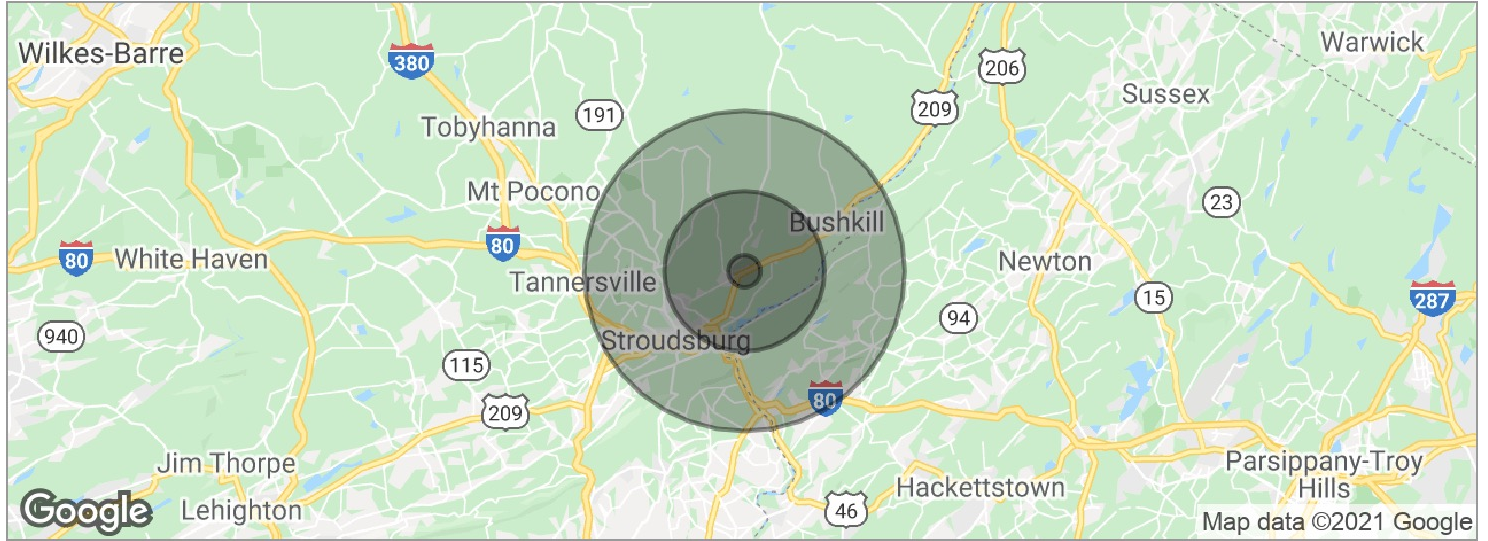 Wilkes-Barre
380
206
Warwick
209
Sussex
191
Tobyhanna
Mt Pocono
23
Bushkill
80
80
White Haven
Newton
Tannersville
15
287
94
940
Stroudsburg
115
80
209
Jim Thorpe
Parsippany-Troy
Hills
Hackettstown
Google
Lehighton
46
Map data ©2021 Google